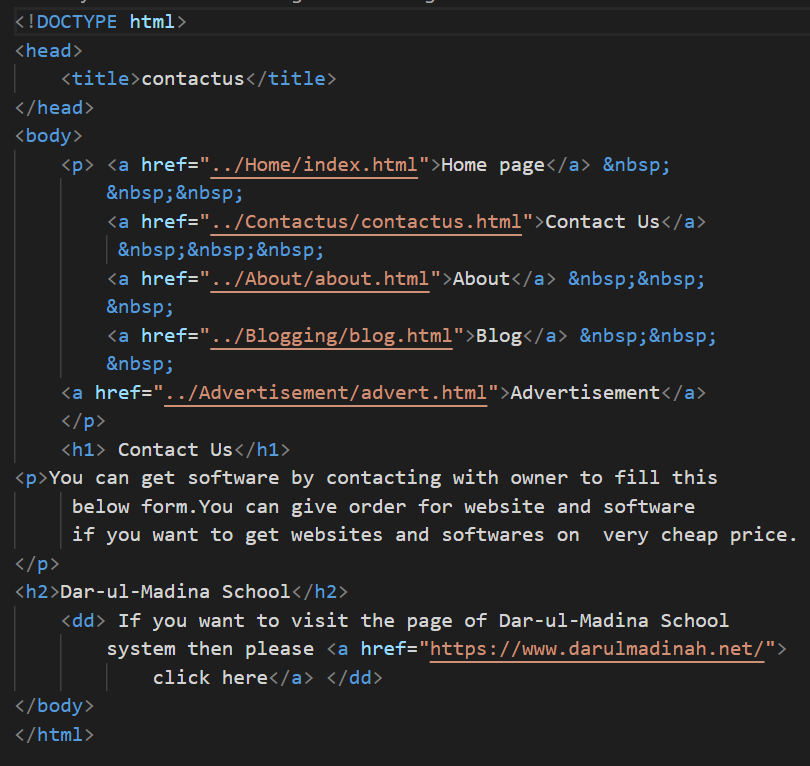 <!DOCTYPE html>
<head>
    <title>contactus</title>
</head>
<body>
    <p> <a href="../Home/index.html">Home page</a> &nbsp;
        &nbsp;&nbsp;
        <a href="../Contactus/contactus.html">Contact Us</a>
         &nbsp;&nbsp;&nbsp;
        <a href="../About/about.html">About</a> &nbsp;&nbsp;
        &nbsp;
        <a href="../Blogging/blog.html">Blog</a> &nbsp;&nbsp;
        &nbsp;
    <a href="../Advertisement/advert.html">Advertisement</a>
    </p>
    <h1> Contact Us</h1>
<p>You can get software by contacting with owner to fill this
     below form.You can give order for website and software
     if you want to get websites and softwares on  very cheap price.
</p>
<h2>Dar-ul-Madina School</h2>
    <dd> If you want to visit the page of Dar-ul-Madina School
        system then please <a href="https://www.darulmadinah.net/">
            click here</a> </dd>
</body>
</html>